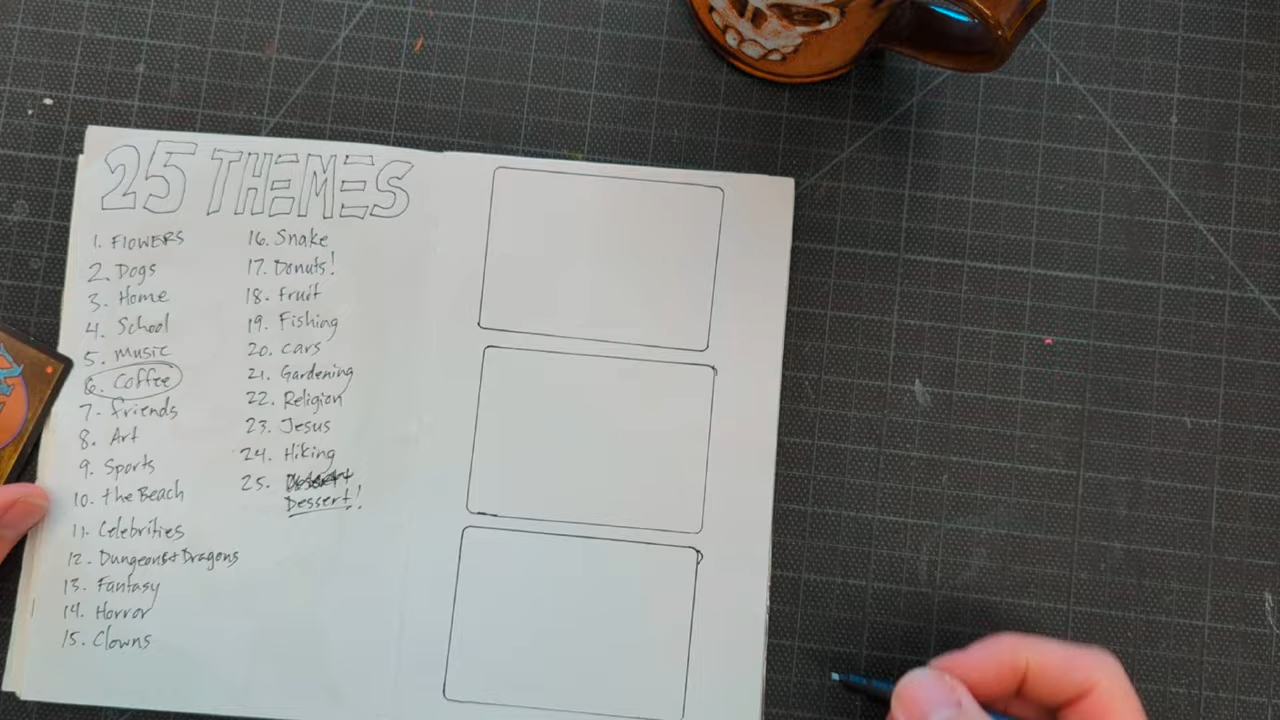 25 THEMES
1. FLOWERS
2. Dogs
3. Home
4. School
5. Music
6. Coffee
7. Friends
8. Art
9. Sports
10. the Beach
11. Celebrities
12. Dungeons & Dragons
13. Fantasy
14. Horror
15. Clowns
16. Snake
17. Donuts!
18. Fruit
19. Fishing
20. Cars
21. Gardening
22. Religion
23. Jesus
24. Hiking
25.
Dessert!